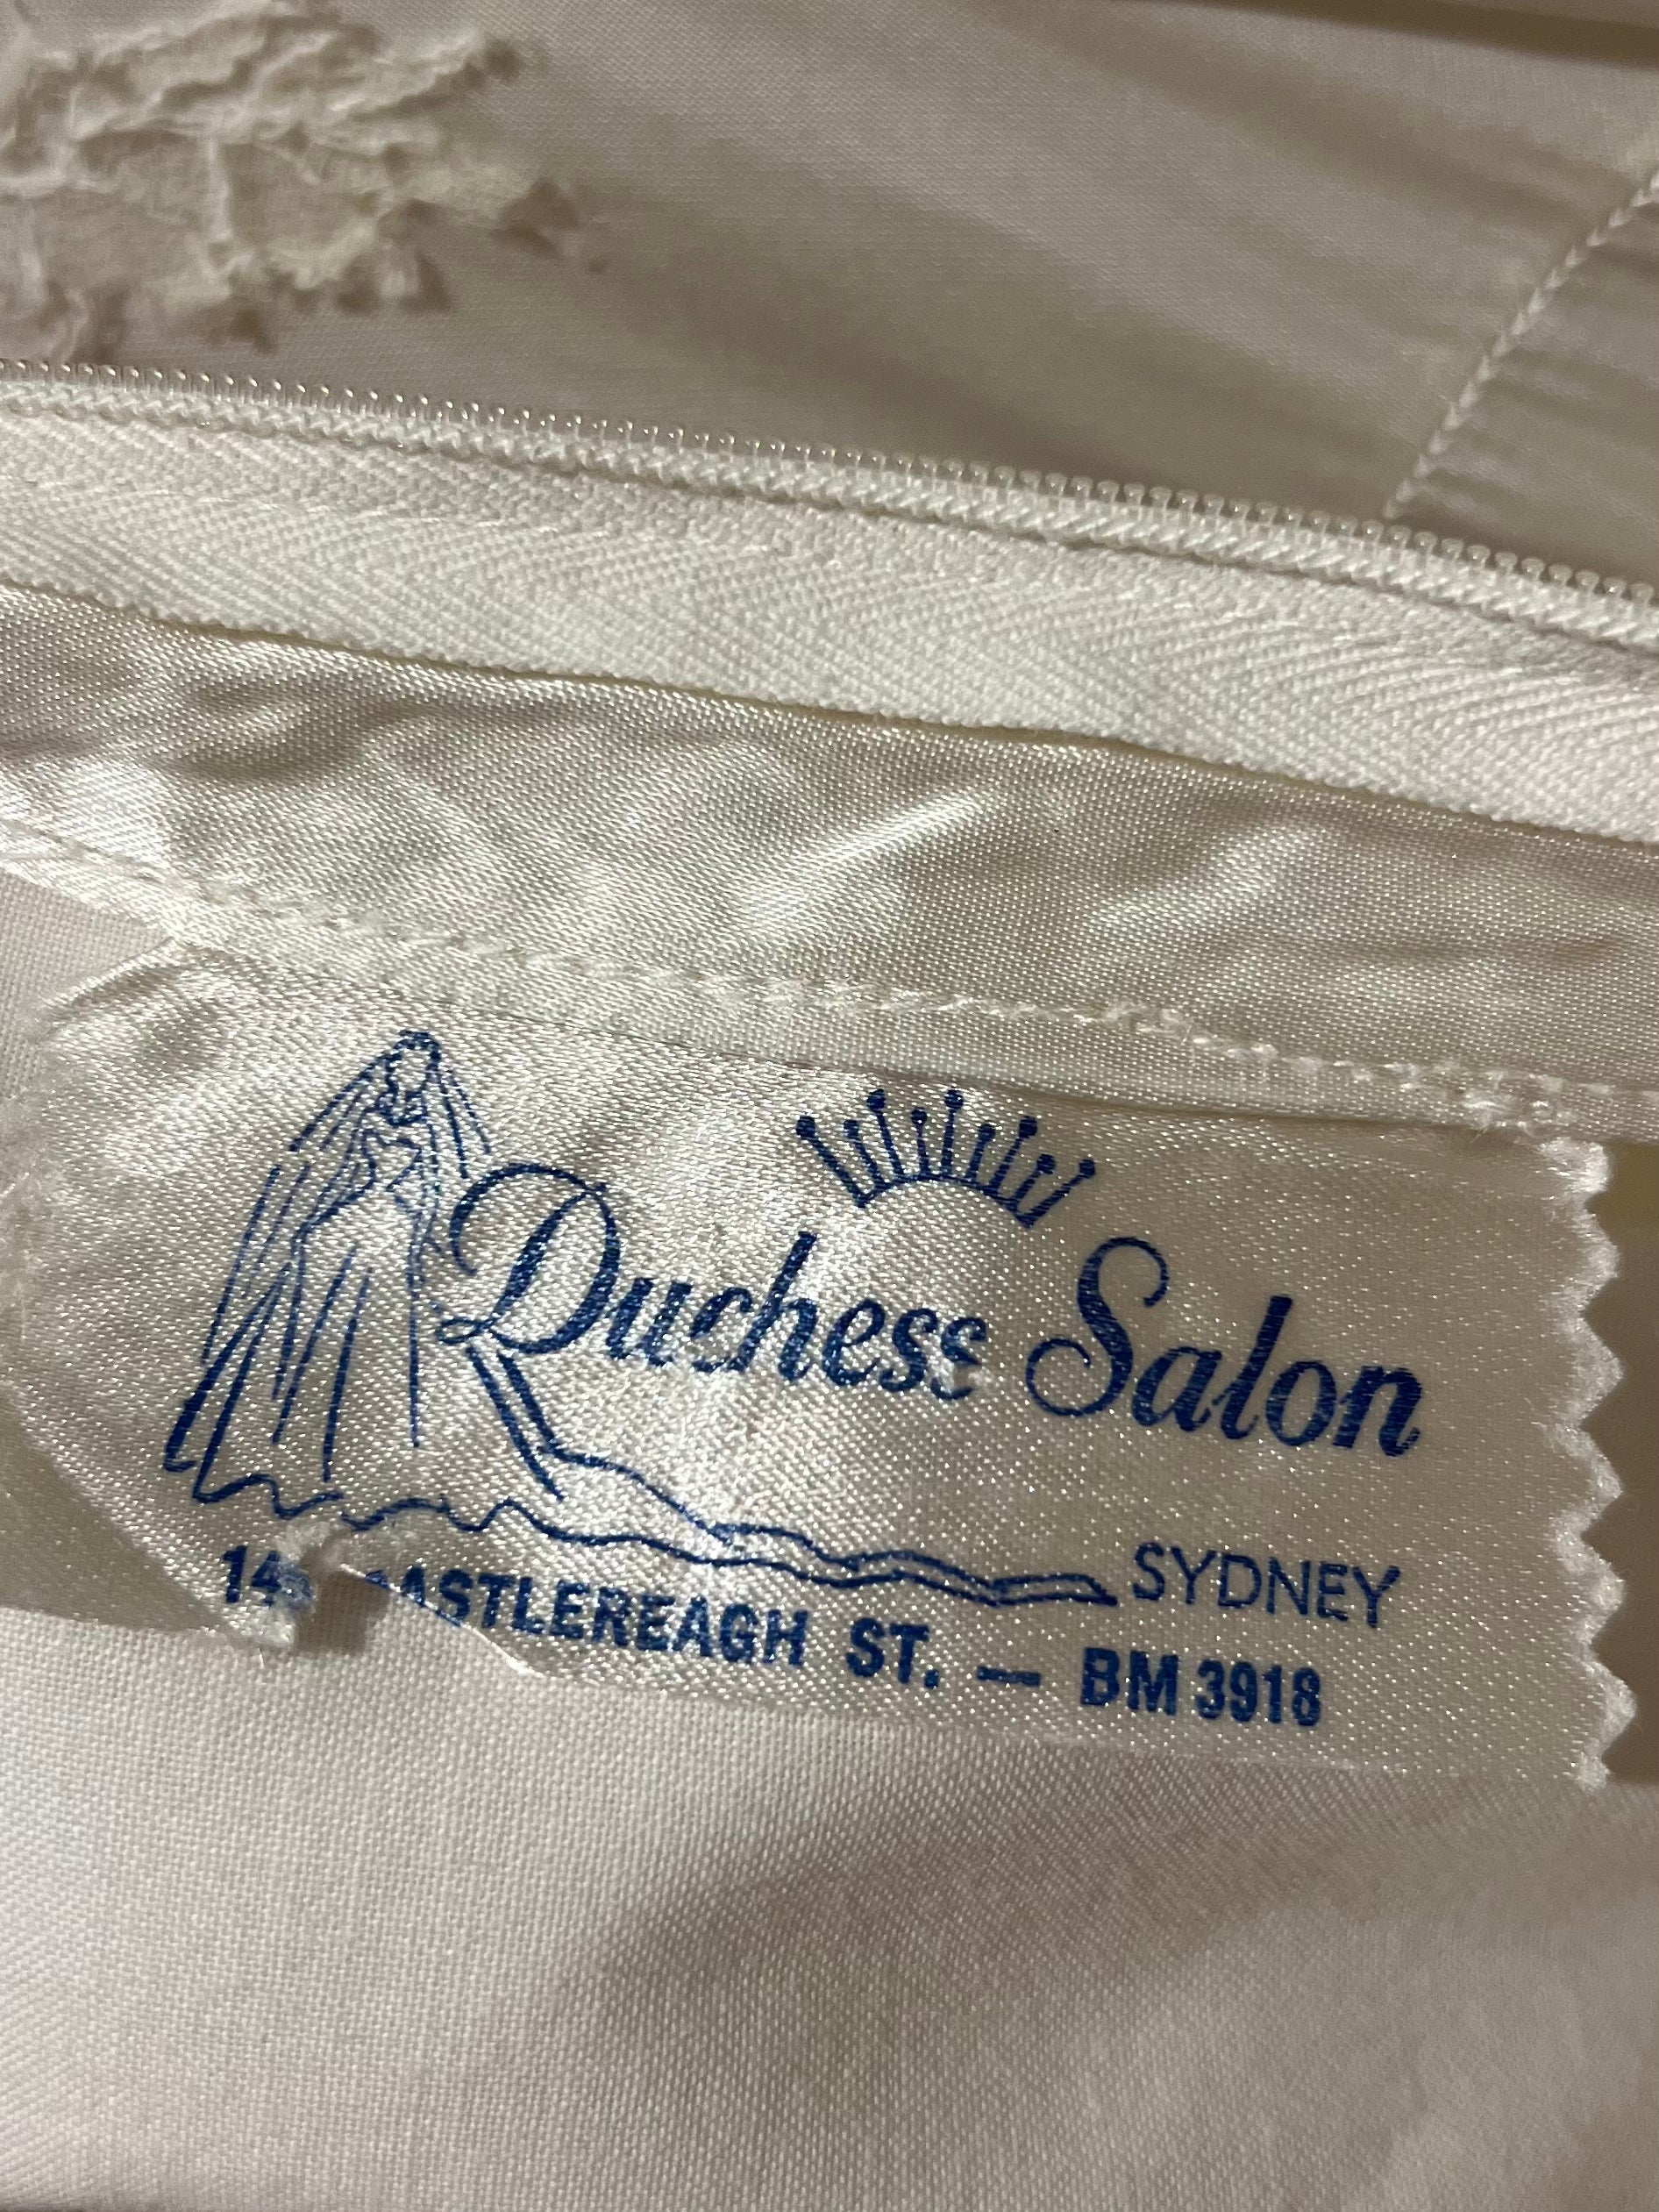 Duchess Salon
SYDNEY
ST. — BM 3918